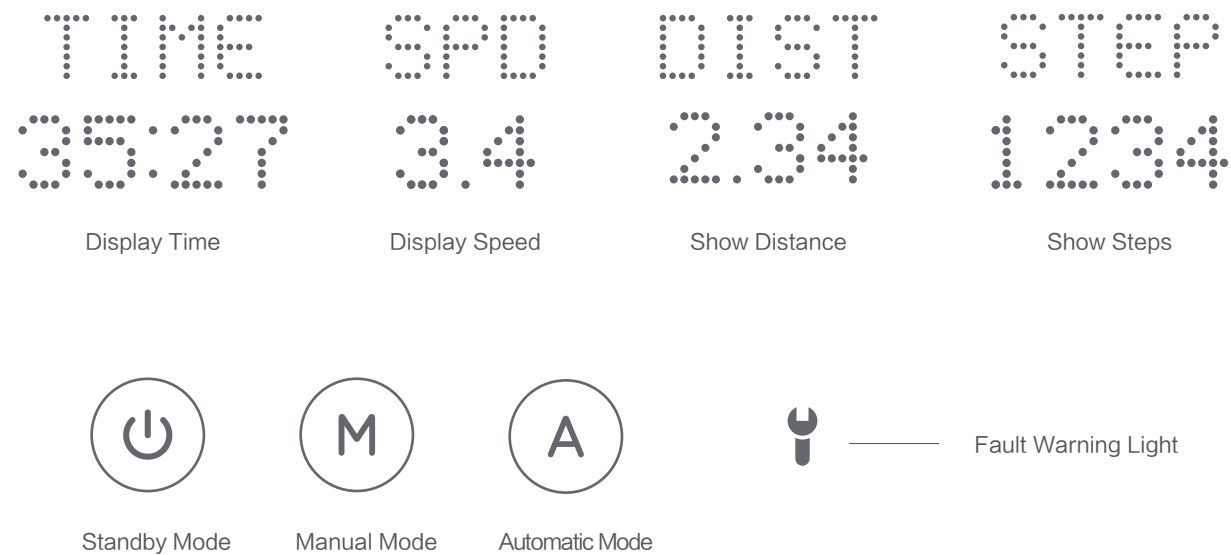 TIME SPD DIST STEP
35:27 3.4 2.34 1234
Display Time Display Speed Show Distance Show Steps
M A
Fault Warning Light
Standby Mode Manual Mode Automatic Mode